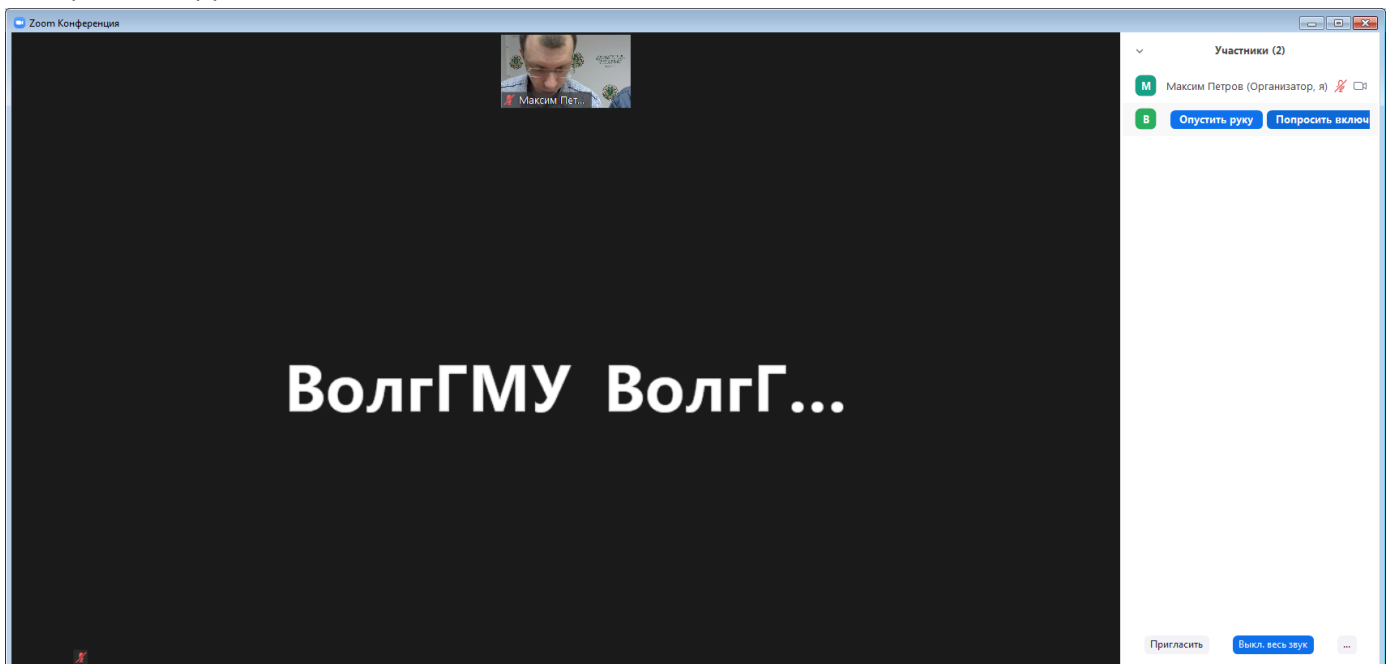 Zoom Конференция
Максим Пет...
ВолгГМУ ВолгГ...
Участники (2)
М Максим Петров (Организатор, я)
В Опустить руку Попросить включ
Пригласить Выкл. весь звук ...